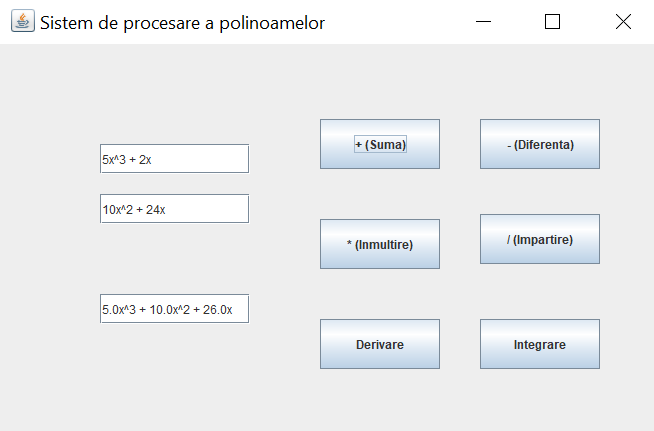 Sistem de procesare a polinoamelor
+ (Suma)
- (Diferenta)
5x^3 + 2x
10x^2 + 24x
* (Inmultire)
/ (Impartire)
5.0x^3 + 10.0x^2 + 26.0x
Derivare
Integrare